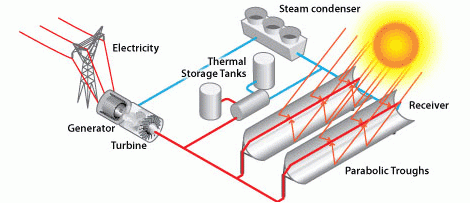 Steam condenser
Electricity
Thermal
Storage Tanks
Receiver
Generator
Turbine
Parabolic Troughs